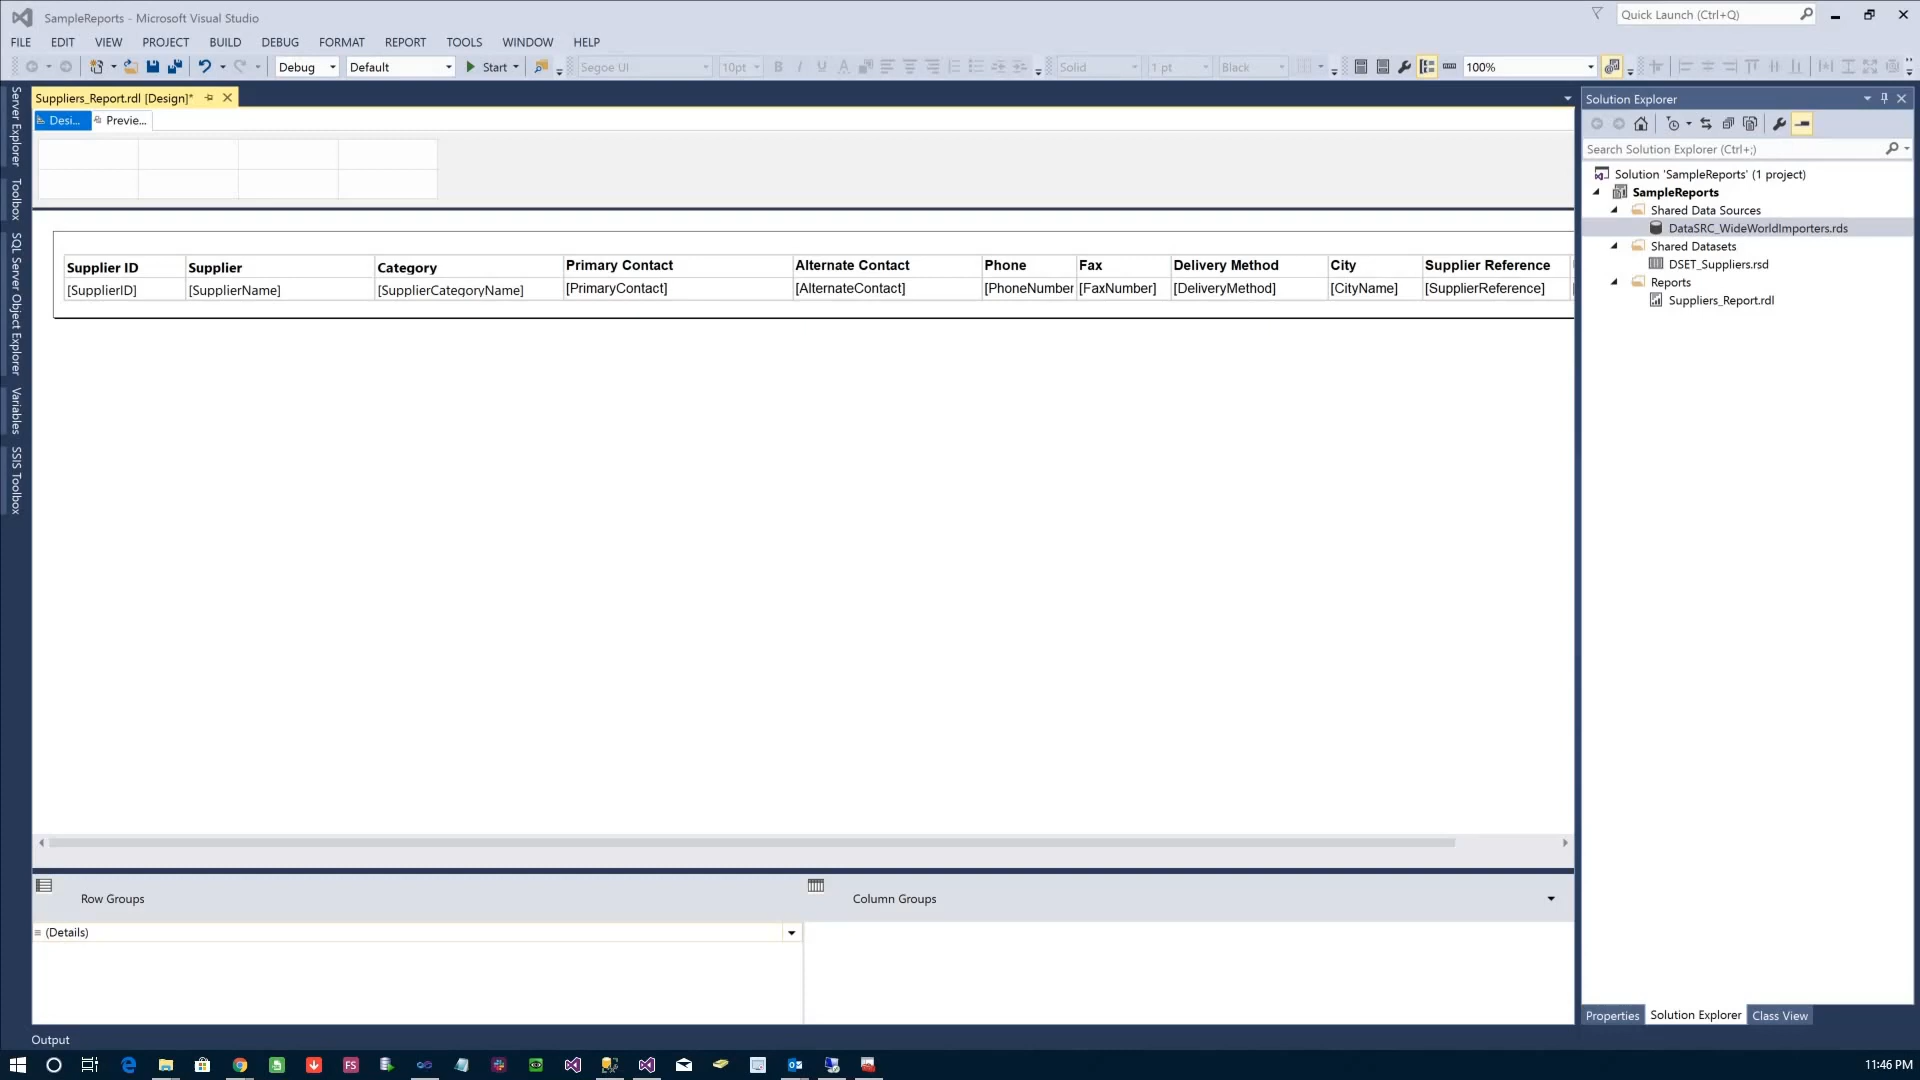 SampleReports - Microsoft Visual Studio
Quick Launch (Ctrl+Q)
FILE EDIT VIEW PROJECT BUILD DEBUG FORMAT REPORT TOOLS WINDOW HELP
Debug Default Start Segoe UI 10pt B I U A Solid 1 pt Black 100%
Suppliers_Report.rdl [Design]*
Desi... Previe...
Server Explorer
Toolbox
SQL Server Object Explorer
Variables
SSIS Toolbox
Supplier ID Supplier Category Primary Contact Alternate Contact Phone Fax Delivery Method City Supplier Reference
[SupplierID] [SupplierName] [SupplierCategoryName] [PrimaryContact] [AlternateContact] [PhoneNumber [FaxNumber] [DeliveryMethod] [CityName] [SupplierReference]
Row Groups
Column Groups
(Details)
Output
Solution Explorer
Search Solution Explorer (Ctrl+;)
Solution 'SampleReports' (1 project)
SampleReports
Shared Data Sources
DataSRC_WideWorldImporters.rds
Shared Datasets
DSET_Suppliers.rsd
Reports
Suppliers_Report.rdl
Properties Solution Explorer Class View
FS
11:46 PM